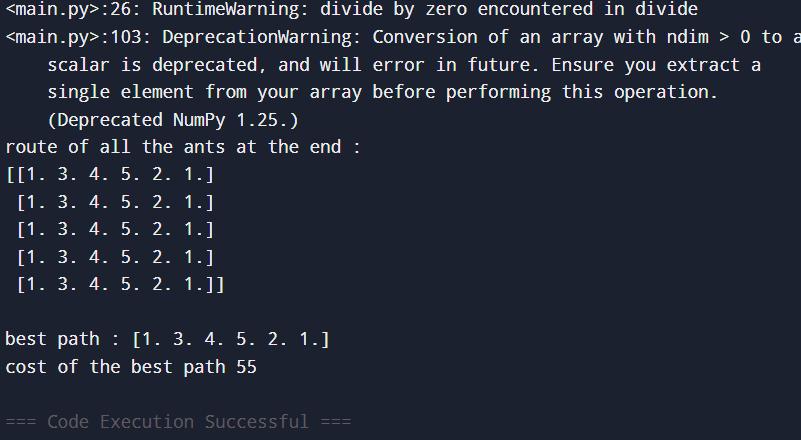 <main.py>:26: RuntimeWarning: divide by zero encountered in divide
<main.py>:103: DeprecationWarning: Conversion of an array with ndim > 0 to a
    scalar is deprecated, and will error in future. Ensure you extract a
    single element from your array before performing this operation.
    (Deprecated NumPy 1.25.)
route of all the ants at the end :
[[1. 3. 4. 5. 2. 1.]
 [1. 3. 4. 5. 2. 1.]
 [1. 3. 4. 5. 2. 1.]
 [1. 3. 4. 5. 2. 1.]
 [1. 3. 4. 5. 2. 1.]]

best path : [1. 3. 4. 5. 2. 1.]
cost of the best path 55

=== Code Execution Successful ===